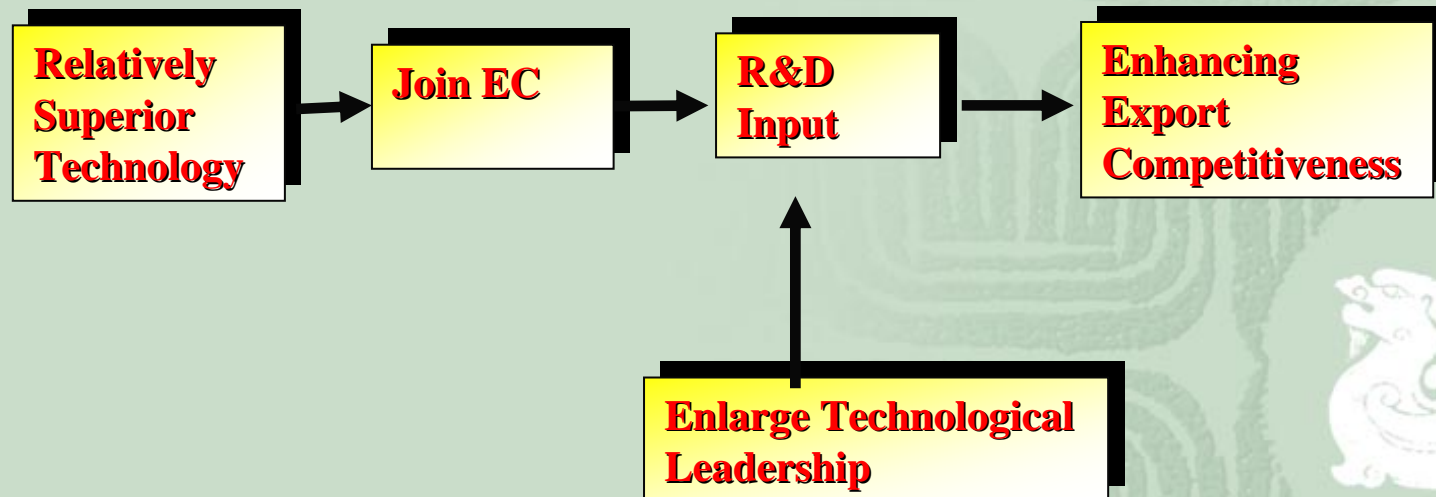 Relatively
Superior
Technology
Join EC
R&D
Input
Enhancing
Export
Competitiveness
Enlarge Technological
Leadership